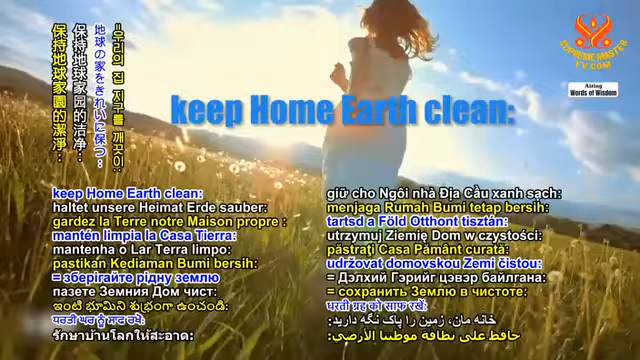 保持地球家園的潔淨：
保持地球家园的洁净：
地球の家をきれいに保つ：
=우리의 집 지구를 깨끗이:
SUPREME MASTER
TV.COM
Airing
Words of Wisdom
keep Home Earth clean:
keep Home Earth clean:
haltet unsere Heimat Erde sauber:
gardez la Terre notre Maison propre :
mantén limpia la Casa Tierra:
mantenha o Lar Terra limpo:
pastikan Kediaman Bumi bersih:
= зберігайте рідну землю
пазете Земния Дом чист:
ఇంటి భూమిని శుభ్రంగా ఉంచండి:
ਧਰਤੀ ਘਰ ਨੂੰ ਸਾਫ ਰਖੋ:
รักษาบ้านโลกให้สะอาด:
giữ cho Ngôi nhà Địa Cầu xanh sạch:
menjaga Rumah Bumi tetap bersih:
tartsd a Föld Otthont tisztán:
utrzymuj Ziemię Dom w czystości:
păstrați Casa Pământ curată:
udržovat domovskou Zemi čistou:
= Дэлхий Гэрийг цэвэр байлгана:
= сохранить Землю в чистоте:
धरती ग्रह को साफ़ रखें:
خانه مان، زمین را پاک نگه دارید:
حافظ على نظافة موطننا الأرضي: